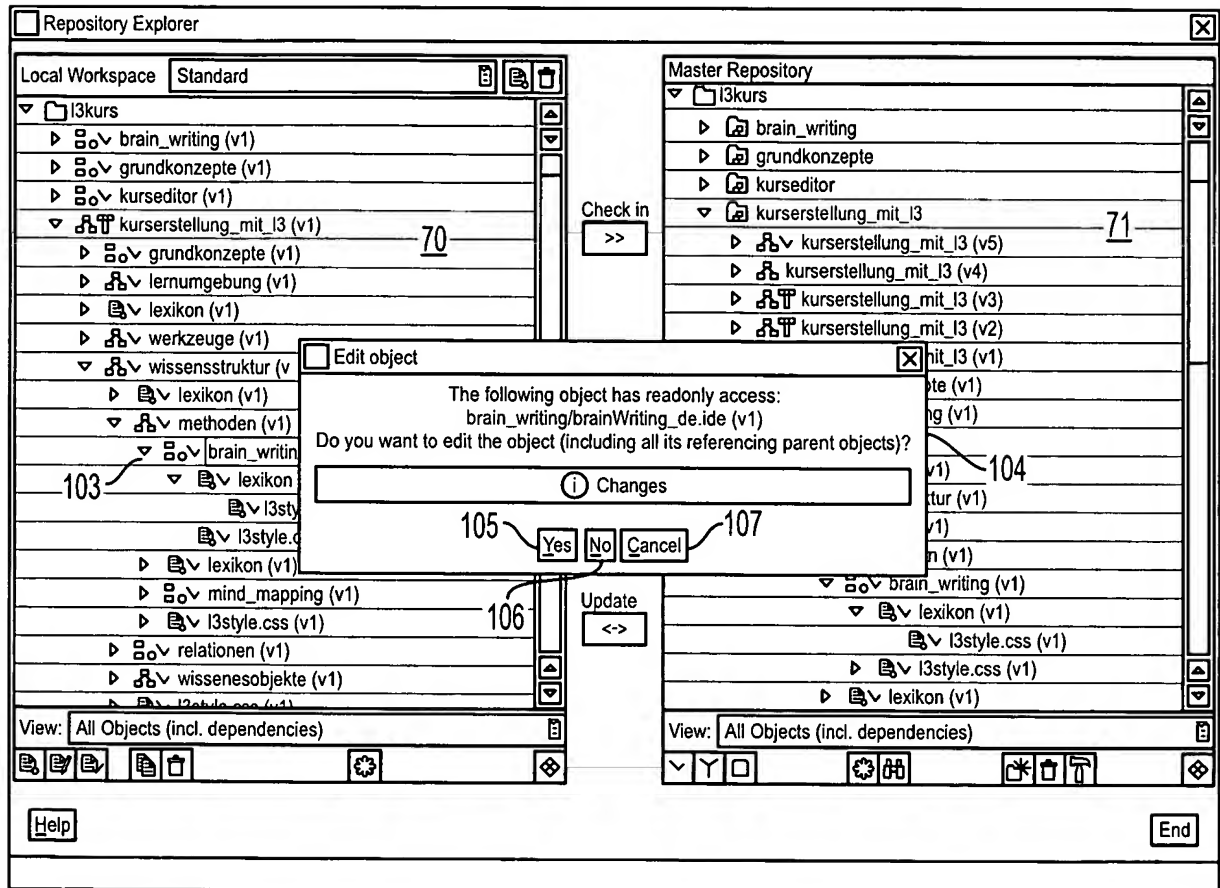 Repository Explorer
Local Workspace Standard
l3kurs
brain_writing (v1)
grundkonzepte (v1)
kurseditor (v1)
kurserstellung_mit_l3 (v1)
70
grundkonzepte (v1)
lernumgebung (v1)
lexikon (v1)
werkzeuge (v1)
wissensstruktur (v
lexikon (v1)
methoden (v1)
brain_writin
103
lexikon
l3sty
l3style.c
lexikon (v1)
mind_mapping (v1)
l3style.css (v1)
relationen (v1)
wissenesobjekte (v1)
l3style.css (v1)
View: All Objects (incl. dependencies)
Check in
>>
Update
<->
Master Repository
l3kurs
brain_writing
grundkonzepte
kurseditor
kurserstellung_mit_l3
71
kurserstellung_mit_l3 (v5)
kurserstellung_mit_l3 (v4)
kurserstellung_mit_l3 (v3)
kurserstellung_mit_l3 (v2)
nit_l3 (v1)
pte (v1)
ng (v1)
v1)
ktur (v1)
v1)
n (v1)
brain_writing (v1)
lexikon (v1)
l3style.css (v1)
l3style.css (v1)
lexikon (v1)
View: All Objects (incl. dependencies)
Edit object
The following object has readonly access:
brain_writing/brainWriting_de.ide (v1)
Do you want to edit the object (including all its referencing parent objects)?
104
i Changes
105 Yes No Cancel 107
106
Help
End